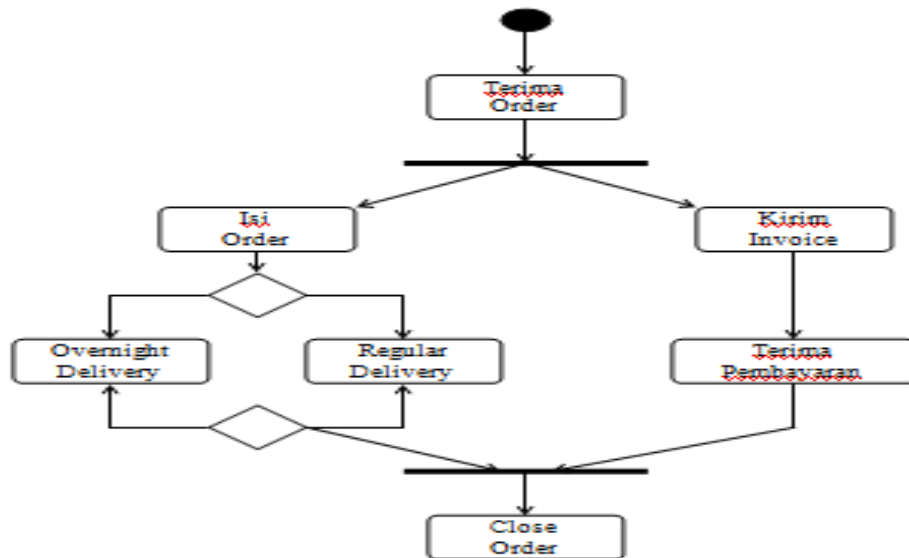 Terima
Order
Isi
Order
Kirim
Invoice
Overnight
Delivery
Regular
Delivery
Terima
Pembayaran
Close
Order